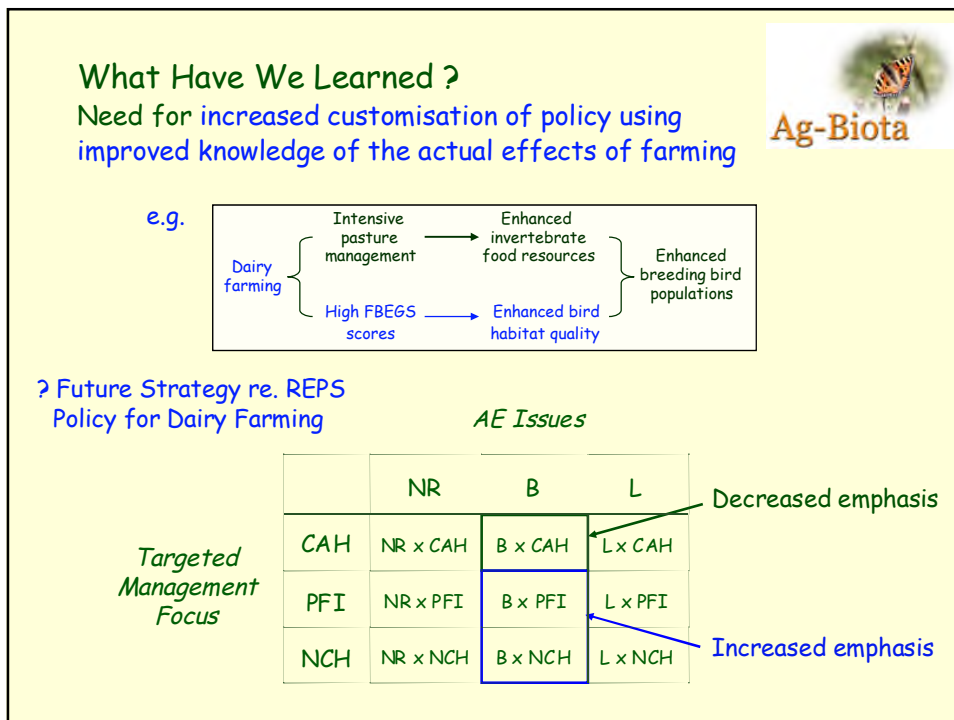 What Have We Learned ?
Need for increased customisation of policy using
improved knowledge of the actual effects of farming
Ag-Biota
e.g.
Dairy
farming
Intensive
pasture
management
Enhanced
invertebrate
food resources
High FBEGS
scores
Enhanced bird
habitat quality
Enhanced
breeding bird
populations
? Future Strategy re. REPS
Policy for Dairy Farming
AE Issues
Targeted
Management
Focus
NR B L
CAH NR x CAH B x CAH L x CAH
PFI NR x PFI B x PFI L x PFI
NCH NR x NCH B x NCH L x NCH
Decreased emphasis
Increased emphasis